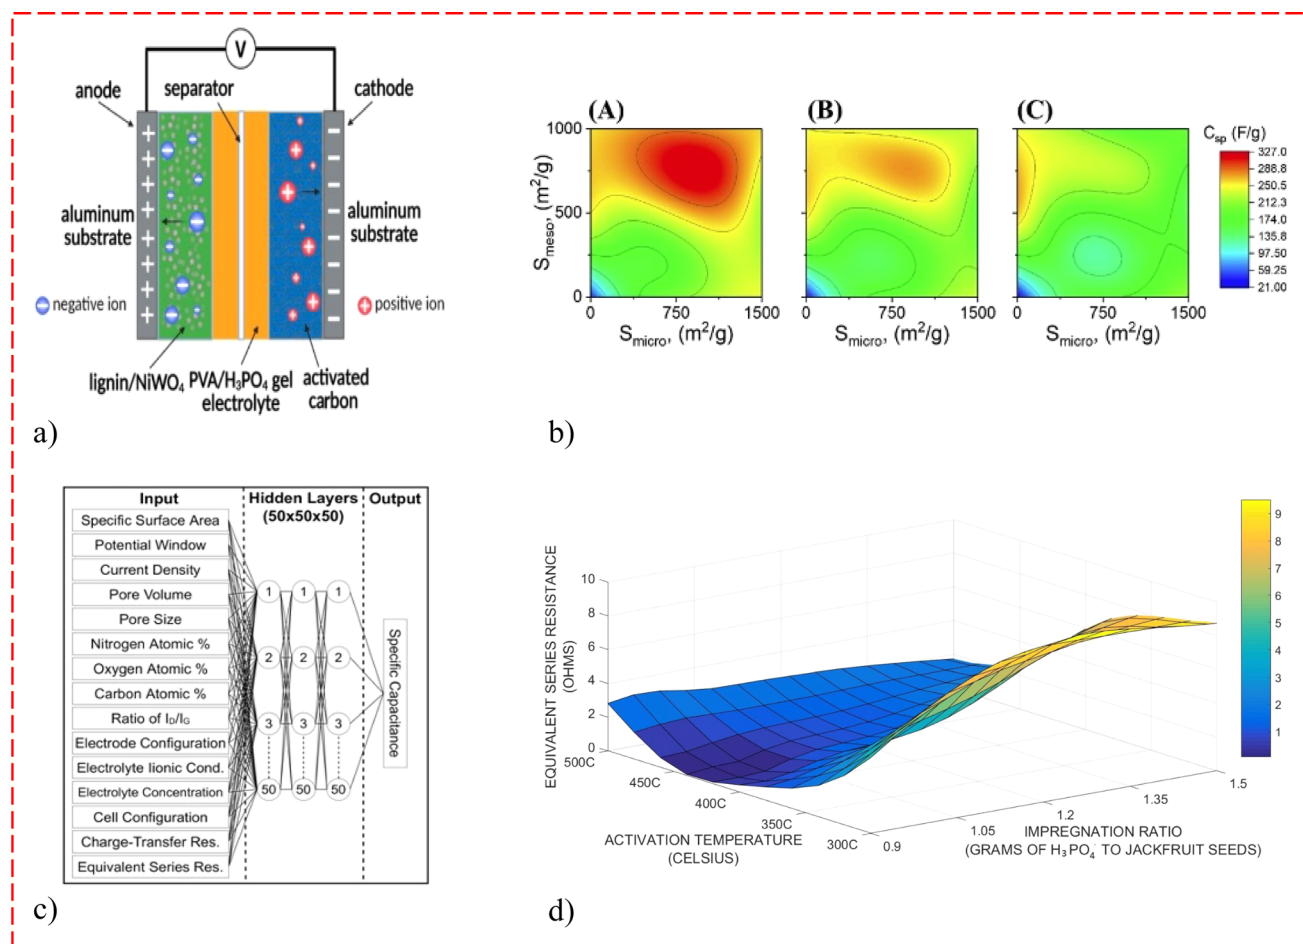 V
anode
separator
cathode
aluminum
substrate
aluminum
substrate
negative ion
positive ion
lignin/NiWO₄
PVA/H₃PO₄ gel
electrolyte
activated
carbon
a)
(A)
(B)
(C)
C_sp (F/g)
327.0
288.8
250.5
212.3
174.0
135.8
97.50
59.25
21.00
S_meso, (m²/g)
1000
500
0
0 750 1500
S_micro, (m²/g)
0 750 1500
S_micro, (m²/g)
0 750 1500
S_micro, (m²/g)
b)
Input
Hidden Layers
(50x50x50)
Output
Specific Surface Area
Potential Window
Current Density
Pore Volume
Pore Size
Nitrogen Atomic %
Oxygen Atomic %
Carbon Atomic %
Ratio of I_D/I_G
Electrode Configuration
Electrolyte Iionic Cond.
Electrolyte Concentration
Cell Configuration
Charge-Transfer Res.
Equivalent Series Res.
1 1 1
2 2 2
3 3 3
50 50 50
Specific Capacitance
c)
EQUIVALENT SERIES RESISTANCE
(OHMS)
10
8
6
4
2
0
500C
450C
400C
350C
300C
ACTIVATION TEMPERATURE
(CELSIUS)
0.9
1.05
1.2
1.35
1.5
IMPREGNATION RATIO
(GRAMS OF H₃PO₄ TO JACKFRUIT SEEDS)
9
8
7
6
5
4
3
2
1
d)